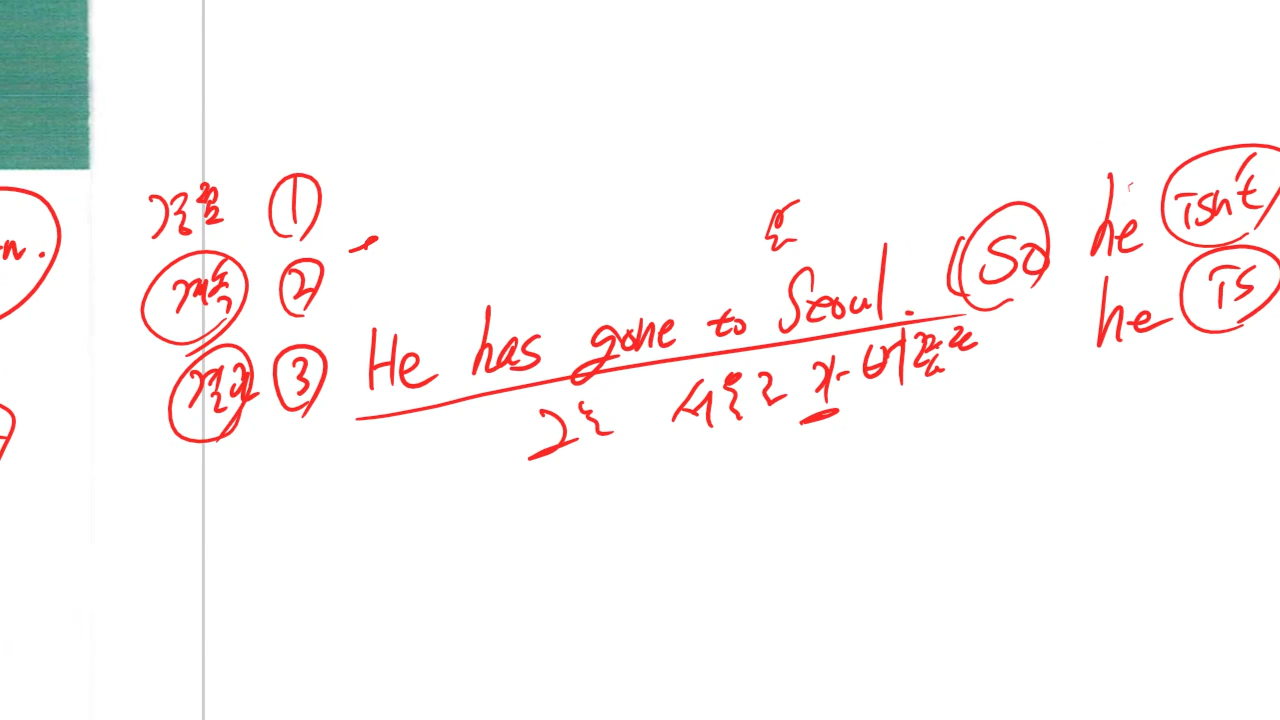 n.
경험 ①
계속 ②
결과 ③
He has gone to Seoul. (So he isn't
he is
그는 서울로 가버렸